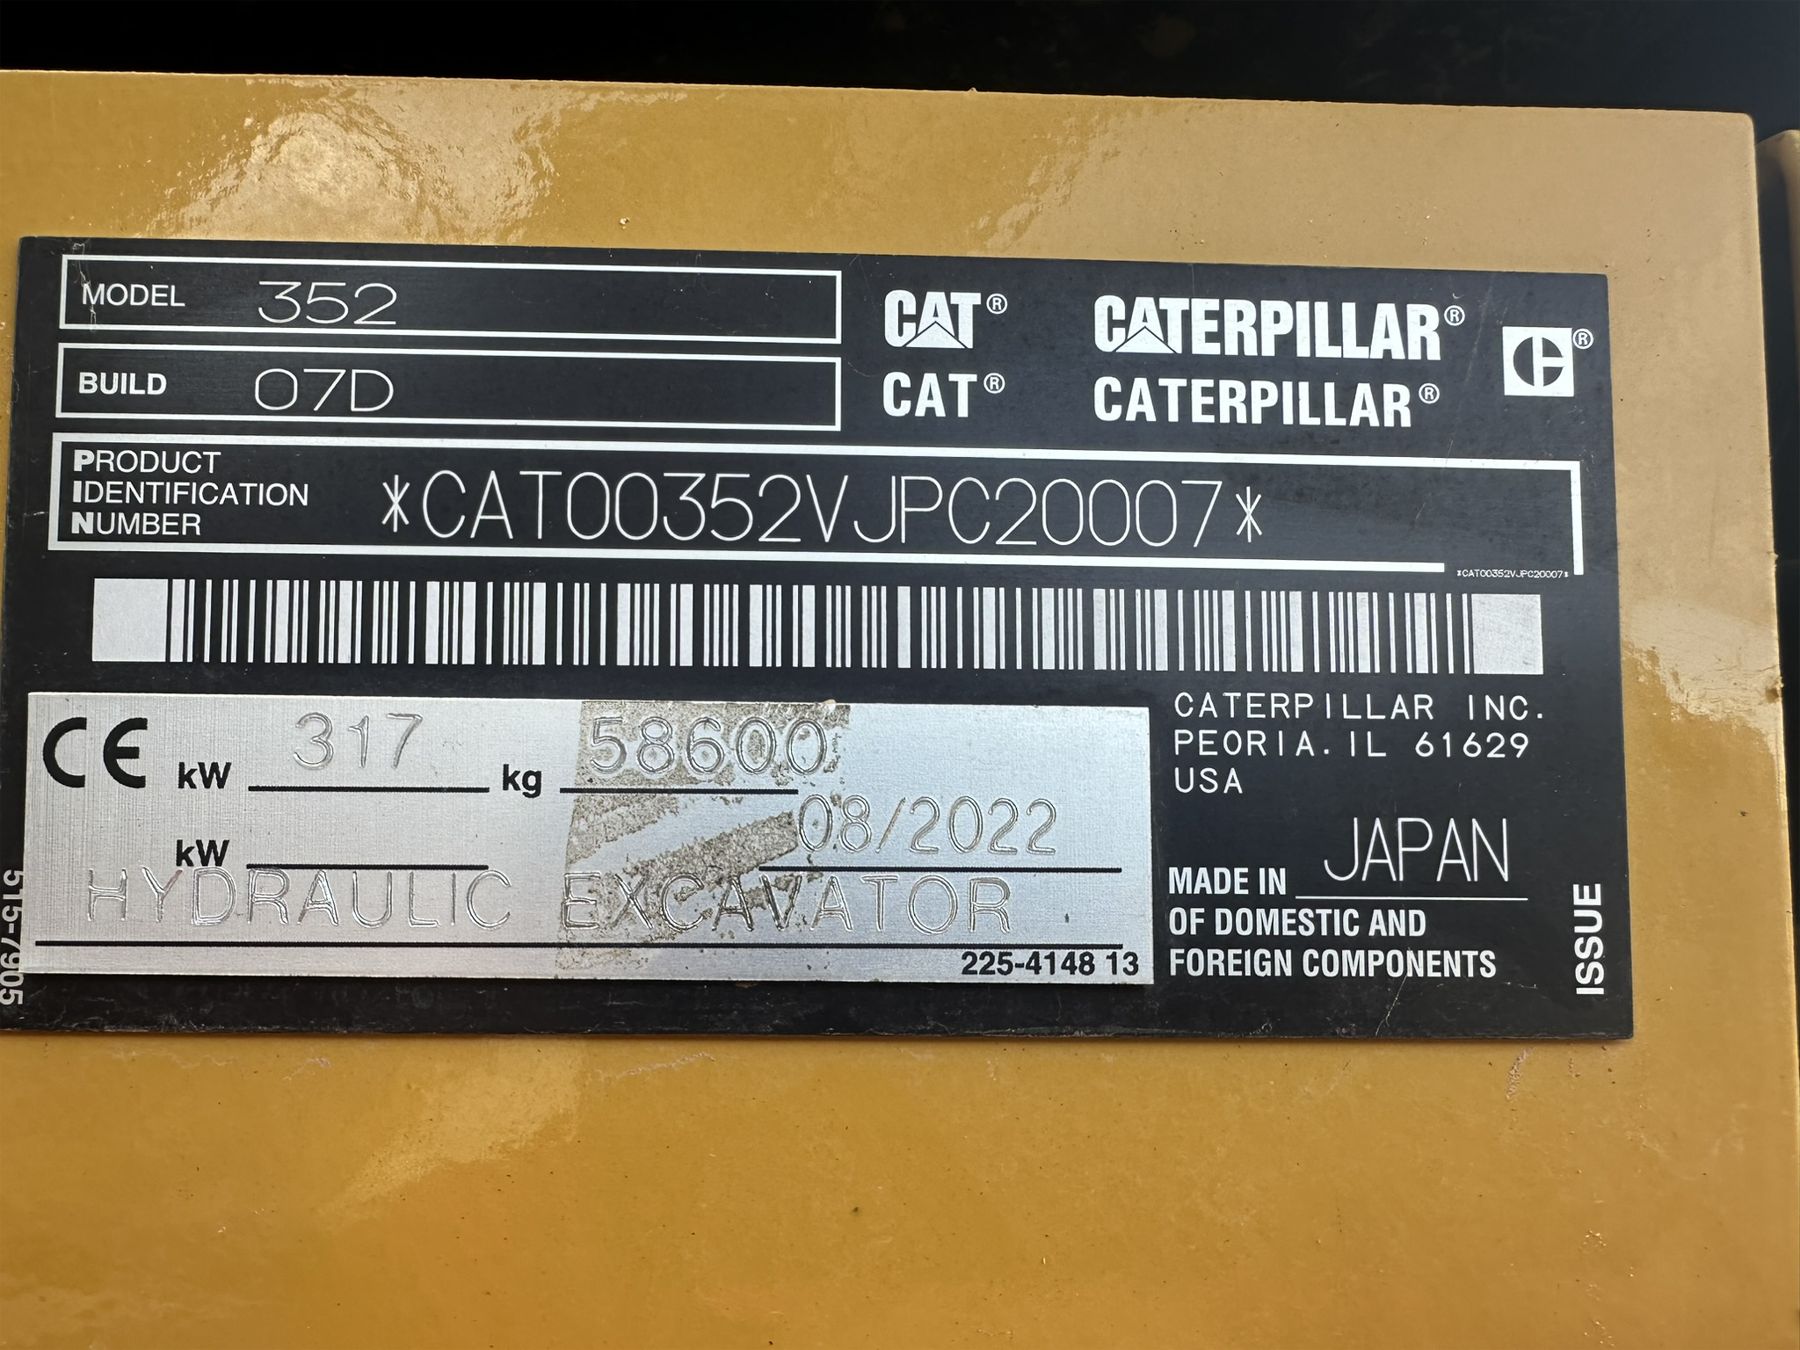 MODEL 352
BUILD 07D
CAT® CATERPILLAR® ®
CAT® CATERPILLAR®
PRODUCT
IDENTIFICATION
NUMBER
*CAT00352VJPC20007*
*CAT00352VJPC20007*
CE kW 317 kg 58600
kW 08/2022
HYDRAULIC EXCAVATOR
225-4148 13
CATERPILLAR INC.
PEORIA. IL 61629
USA
MADE IN JAPAN
OF DOMESTIC AND
FOREIGN COMPONENTS
ISSUE
515-7905